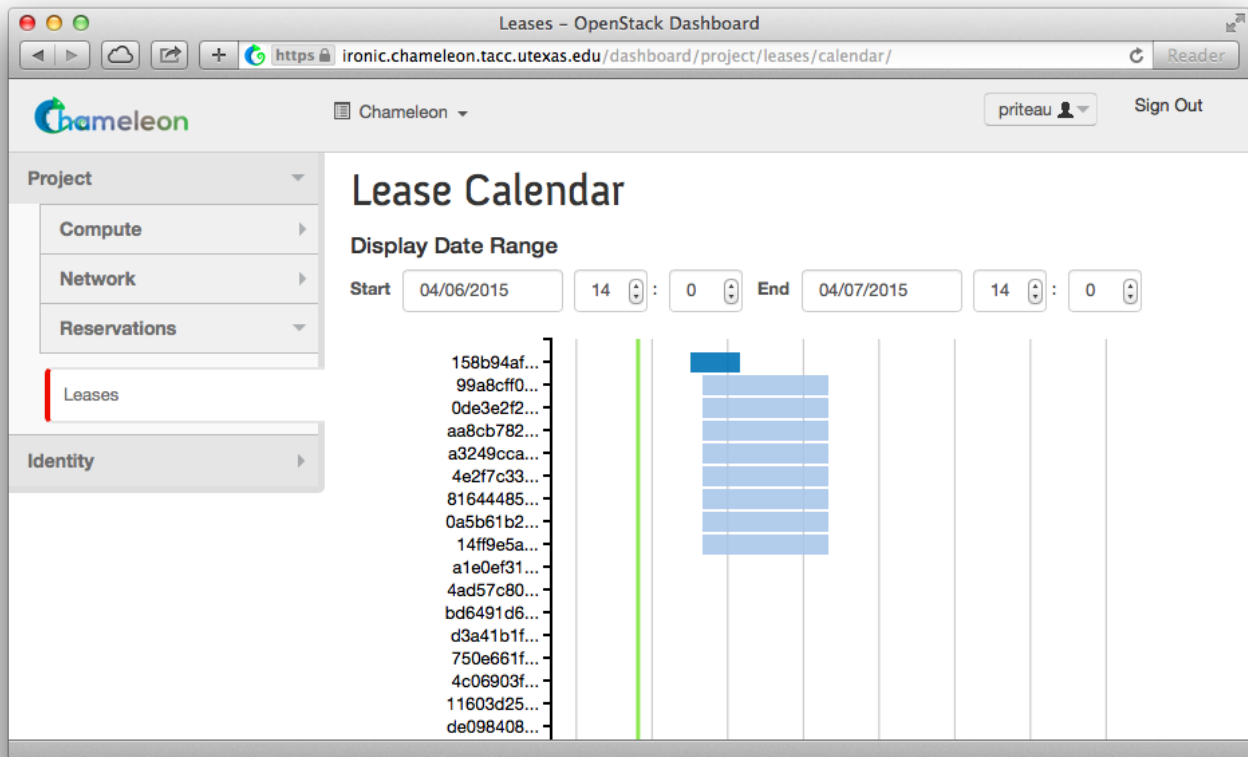 Leases – OpenStack Dashboard
https ironic.chameleon.tacc.utexas.edu/dashboard/project/leases/calendar/ Reader
Chameleon
Chameleon
priteau
Sign Out
Project
Compute
Network
Reservations
Leases
Identity
Lease Calendar
Display Date Range
Start 04/06/2015 14 : 0 End 04/07/2015 14 : 0
158b94af...
99a8cff0...
0de3e2f2...
aa8cb782...
a3249cca...
4e2f7c33...
81644485...
0a5b61b2...
14ff9e5a...
a1e0ef31...
4ad57c80...
bd6491d6...
d3a41b1f...
750e661f...
4c06903f...
11603d25...
de098408...